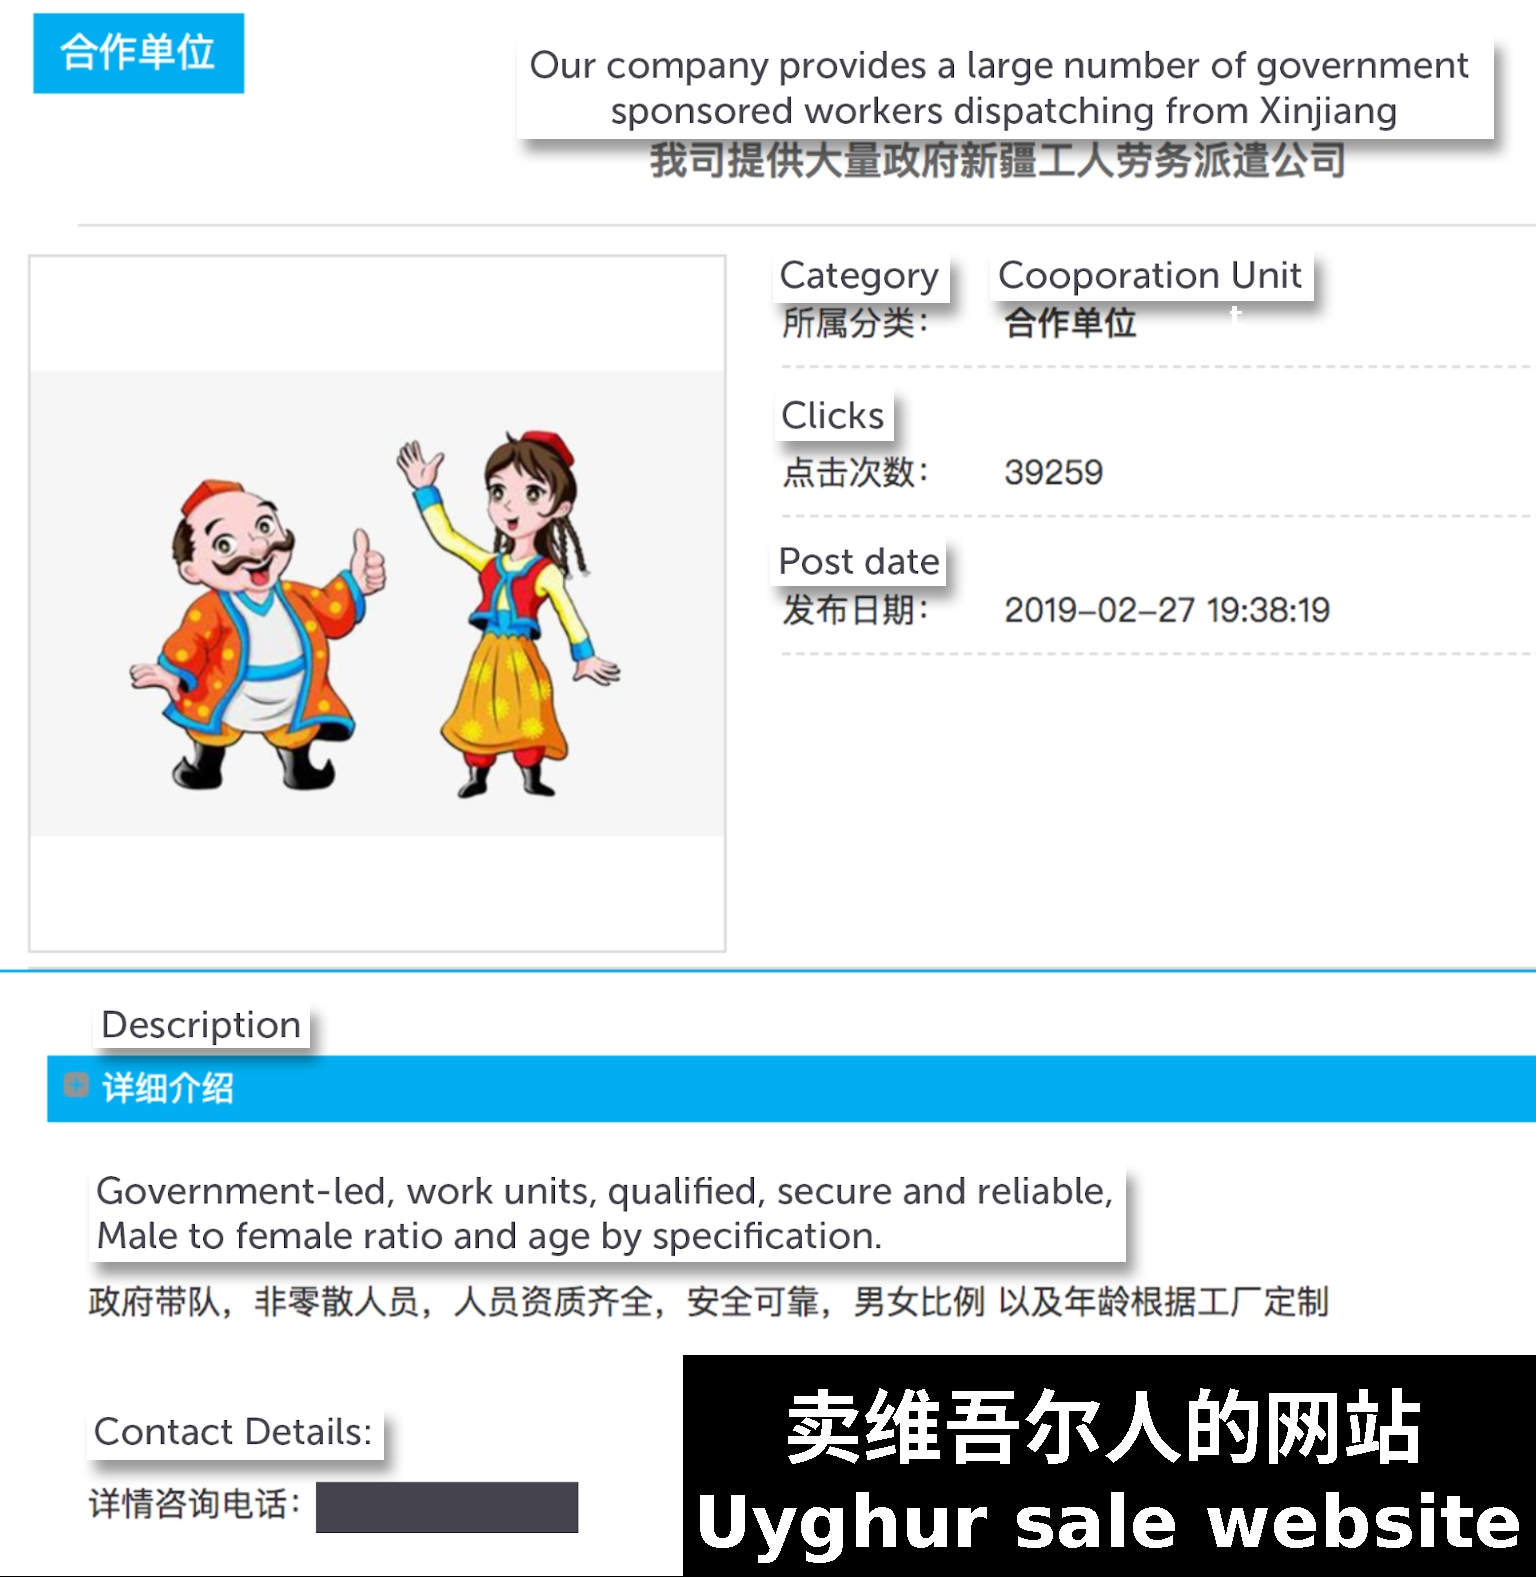 合作单位
Our company provides a large number of government
sponsored workers dispatching from Xinjiang
我司提供大量政府新疆工人劳务派遣公司
Category Cooporation Unit
所属分类： 合作单位
t
Clicks
点击次数： 39259
Post date
发布日期： 2019-02-27 19:38:19
Description
详细介绍
Government-led, work units, qualified, secure and reliable,
Male to female ratio and age by specification.
政府带队，非零散人员，人员资质齐全，安全可靠，男女比例 以及年龄根据工厂定制
Contact Details:
详情咨询电话：
卖维吾尔人的网站
Uyghur sale website